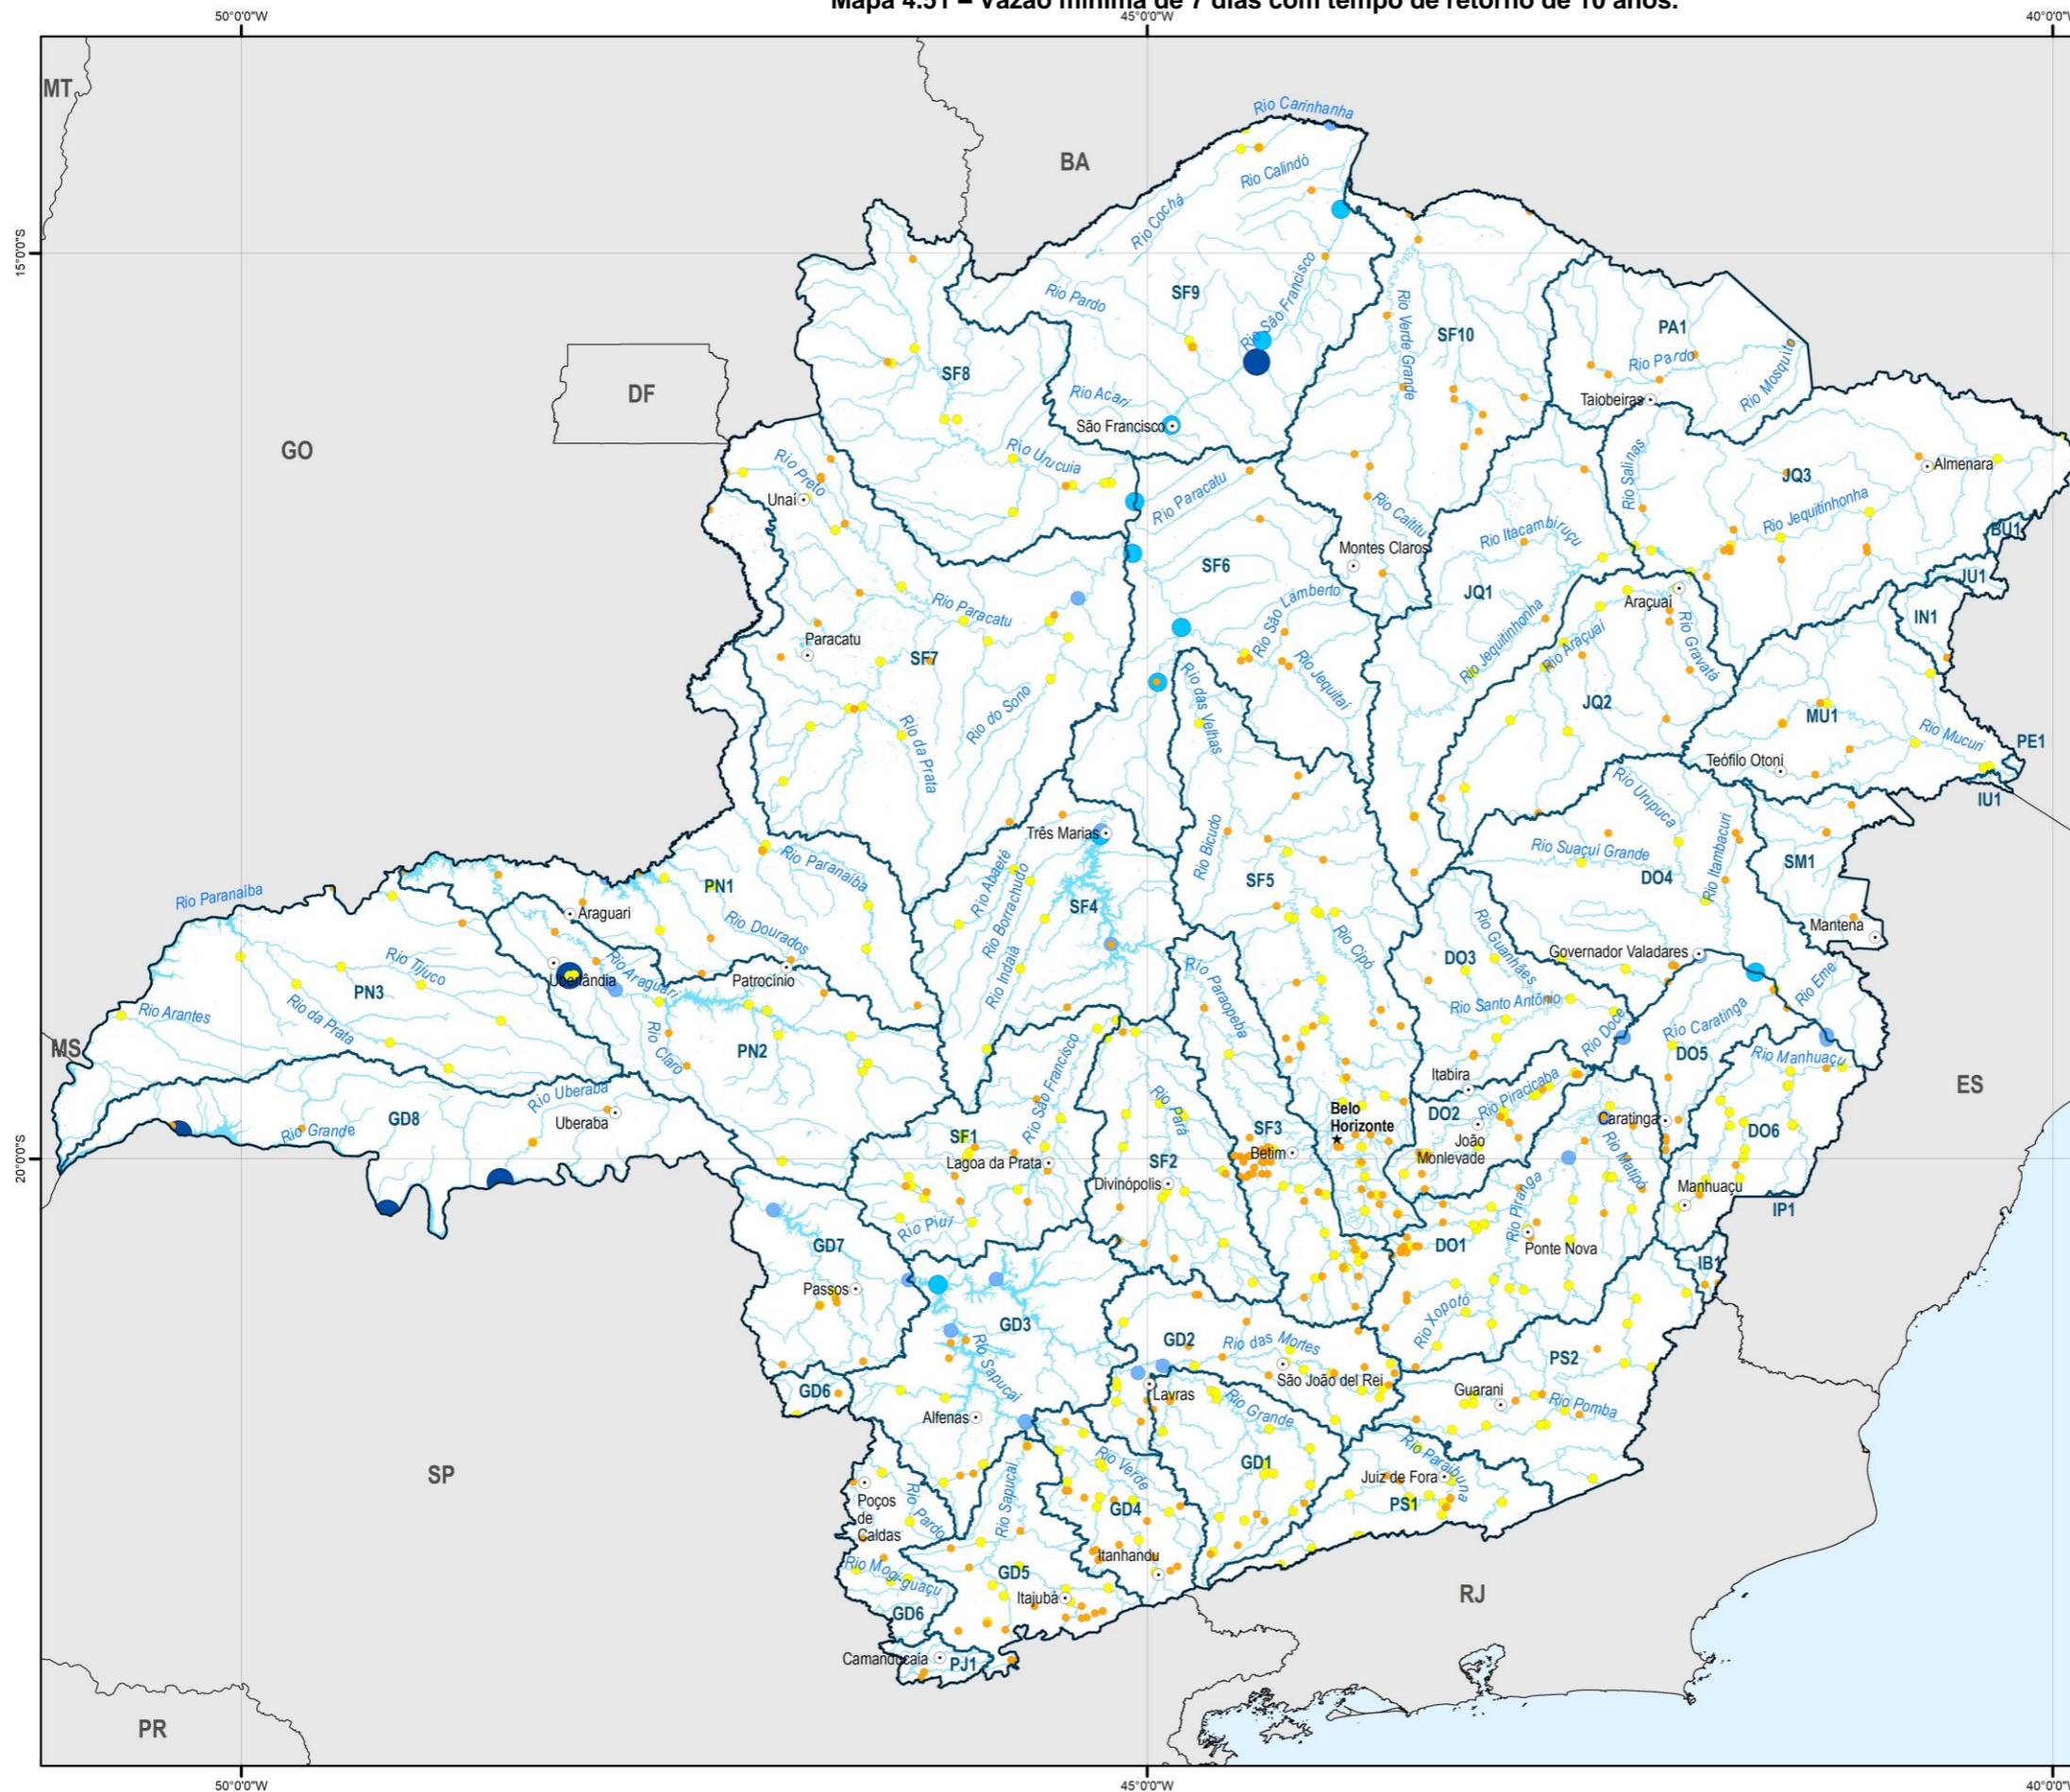 Mapa 4.51 – Vazão mínima de 7 dias com tempo de retorno de 10 anos.
50°0'0"W
45°0'0"W
40°0'0"W
MT
Rio Carinhanha
BA
Rio Calindó
Rio Cochá
15°0'0"S
Rio Pardo
SF9
Rio São Francisco
Rio Verde Grande
SF10
PA1
Rio Pardo
Rio Mosquito
DF
SF8
Rio Acari
Taiobeiras
GO
São Francisco
Rio Preto
Rio Urucuia
Rio Paracatu
Rio Salinas
JQ3
Almenara
Unaí
Rio Caititu
Rio Itacambiruçu
Rio Jequitinhonha
BU1
Montes Claros
SF6
JU1
Rio Paracatu
Rio São Lamberto
JQ1
Araçuai
IN1
Paracatu
SF7
Rio Jequitinhonha
Rio Araçuaí
Rio Gravatá
Rio das Velhas
Rio Jequitaí
Rio do Sono
JQ2
MU1
Rio da Prata
Rio Mucuri
PE1
Teófilo Otoni
Rio Urupuca
IU1
Três Marias
Rio Bicudo
Rio Itambacuri
Rio Paranaíba
Rio Abaeté
Rio Suaçuí Grande
SM1
PN1
Rio Borrachudo
SF5
DO4
Rio Paranaíba
SF4
Araguari
Rio Dourados
Rio Indaiá
Rio Cipó
Rio Guanhães
Mantena
DO3
Governador Valadares
Rio Tijuco
Uberlândia
Rio Araguari
Patrocínio
Rio Paraopeba
Rio Eme
PN3
Rio Arantes
Rio da Prata
Rio Santo Antônio
Rio Caratinga
Rio Claro
PN2
Rio São Francisco
Rio Doce
DO5
MS
Rio Manhuaçu
Itabira
ES
Rio Uberaba
Rio Pará
Rio Piracicaba
GD8
Uberaba
Belo
Horizonte
DO2
Caratinga
Rio Grande
SF1
SF3
João
Monlevade
DO6
20°0'0"S
Lagoa da Prata
SF2
Betim
Rio Matipó
Divinópolis
Manhuaçu
Rio Piranga
IP1
Rio Piuí
GD7
DO1
Ponte Nova
IB1
Passos
GD3
Rio Xopotó
GD2
Rio das Mortes
PS2
Rio Sapucaí
São João del Rei
GD6
Lavras
Guarani
Rio Pomba
Alfenas
Rio Grande
Rio Verde
GD1
Rio Paraibuna
SP
Juiz de Fora
Poços
de
Caldas
Rio Pardo
Rio Sapucaí
GD4
PS1
Itanhandu
Rio Mogi-guaçu
GD5
Itajubá
RJ
GD6
Camanducaia
PJ1
PR
50°0'0"W
45°0'0"W
40°0'0"W